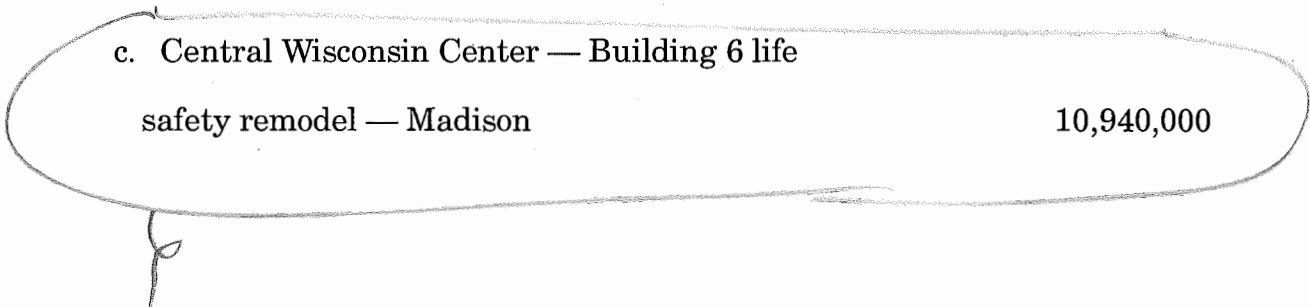 c. Central Wisconsin Center — Building 6 life
safety remodel — Madison 10,940,000